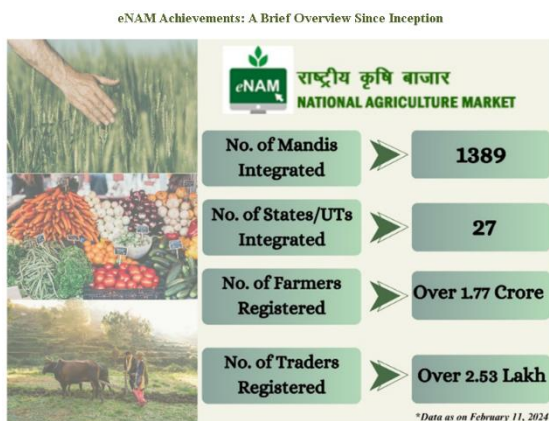 eNAM Achievements: A Brief Overview Since Inception
eNAM
राष्ट्रीय कृषि बाजार
NATIONAL AGRICULTURE MARKET
No. of Mandis
Integrated
1389
No. of States/UTs
Integrated
27
No. of Farmers
Registered
Over 1.77 Crore
No. of Traders
Registered
Over 2.53 Lakh
*Data as on February 11, 2024